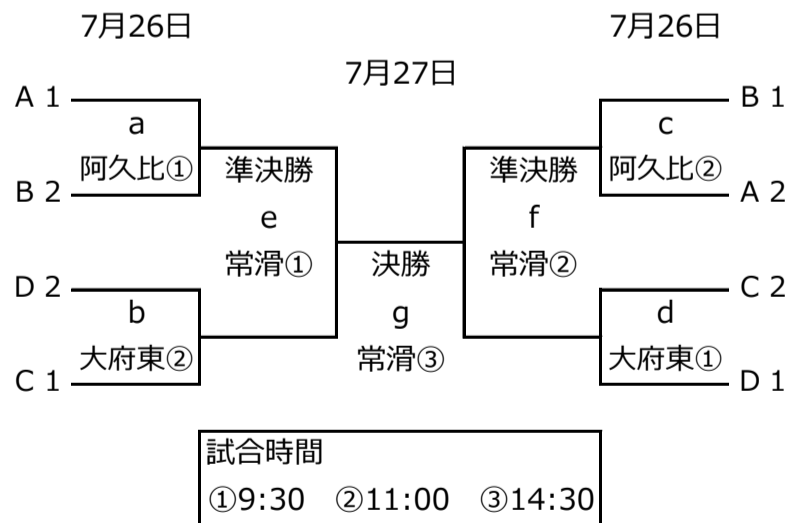 7月26日
7月26日
7月27日
A 1
B 1
a
c
阿久比①
準決勝
準決勝
阿久比②
B 2
A 2
e
f
常滑①
決勝
常滑②
D 2
C 2
b
g
d
大府東②
常滑③
大府東①
C 1
D 1
試合時間
①9:30 ②11:00 ③14:30